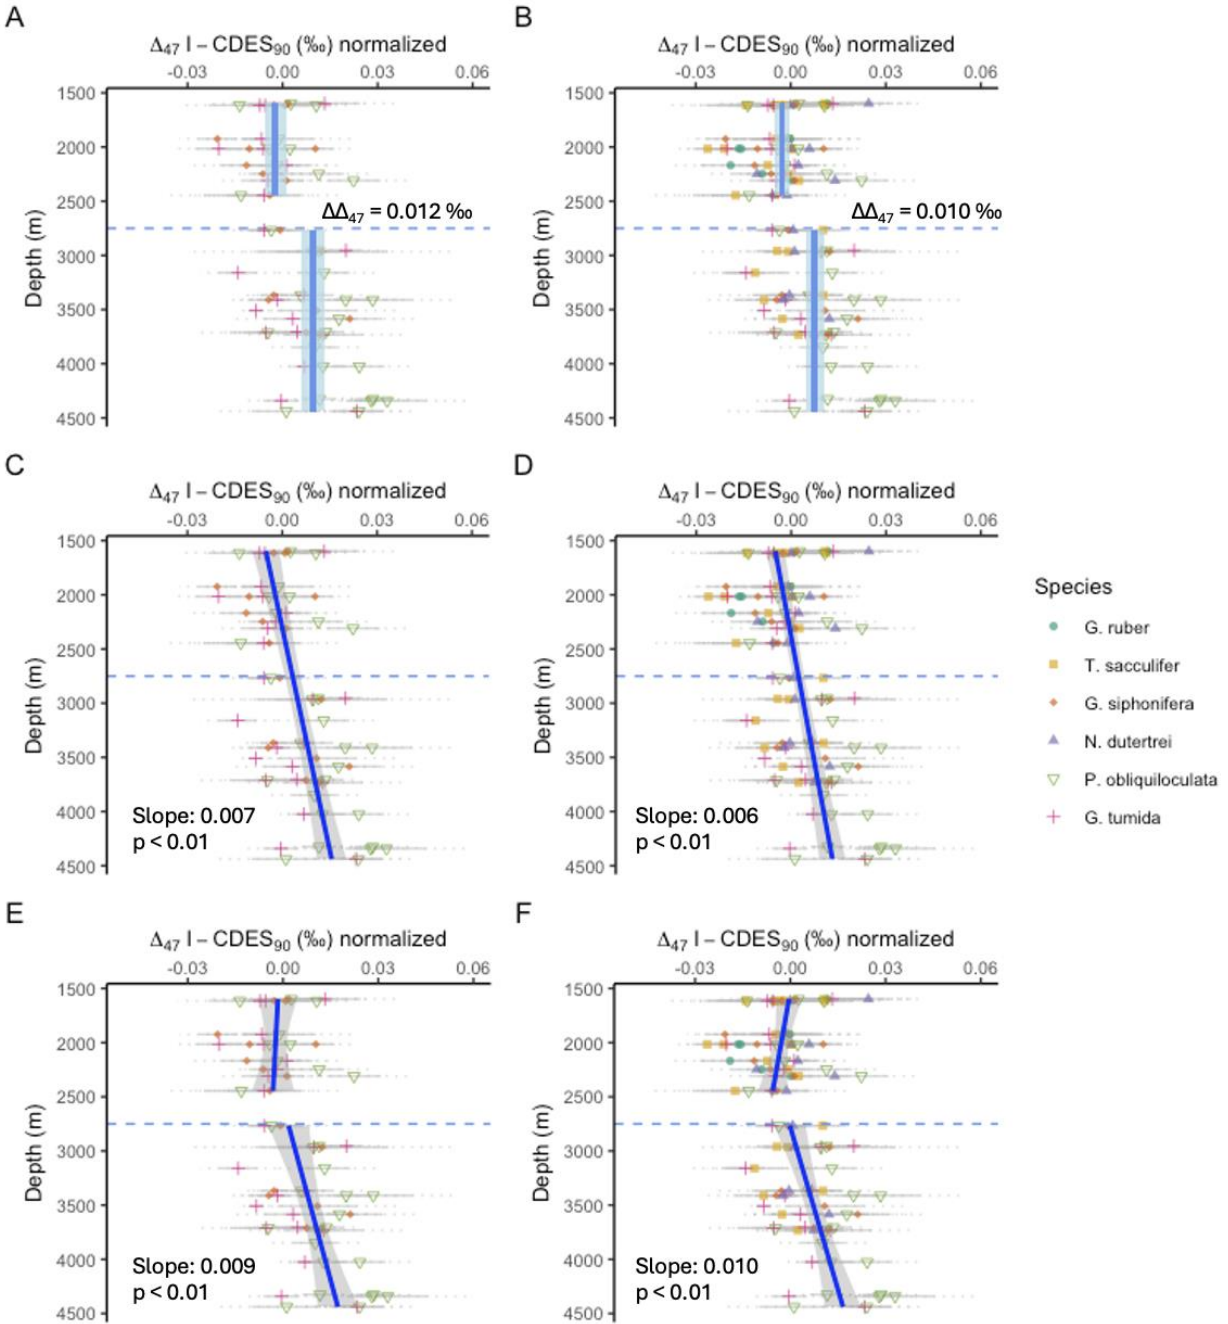 A
Δ47 I – CDES90 (‰) normalized
-0.03 0.00 0.03 0.06
1500
2000
2500
3000
3500
4000
4500
Depth (m)
ΔΔ47 = 0.012 ‰
B
Δ47 I – CDES90 (‰) normalized
-0.03 0.00 0.03 0.06
1500
2000
2500
3000
3500
4000
4500
Depth (m)
ΔΔ47 = 0.010 ‰
C
Δ47 I – CDES90 (‰) normalized
-0.03 0.00 0.03 0.06
1500
2000
2500
3000
3500
4000
4500
Depth (m)
Slope: 0.007
p < 0.01
D
Δ47 I – CDES90 (‰) normalized
-0.03 0.00 0.03 0.06
1500
2000
2500
3000
3500
4000
4500
Depth (m)
Slope: 0.006
p < 0.01
Species
G. ruber
T. sacculifer
G. siphonifera
N. dutertrei
P. obliquiloculata
G. tumida
E
Δ47 I – CDES90 (‰) normalized
-0.03 0.00 0.03 0.06
1500
2000
2500
3000
3500
4000
4500
Depth (m)
Slope: 0.009
p < 0.01
F
Δ47 I – CDES90 (‰) normalized
-0.03 0.00 0.03 0.06
1500
2000
2500
3000
3500
4000
4500
Depth (m)
Slope: 0.010
p < 0.01